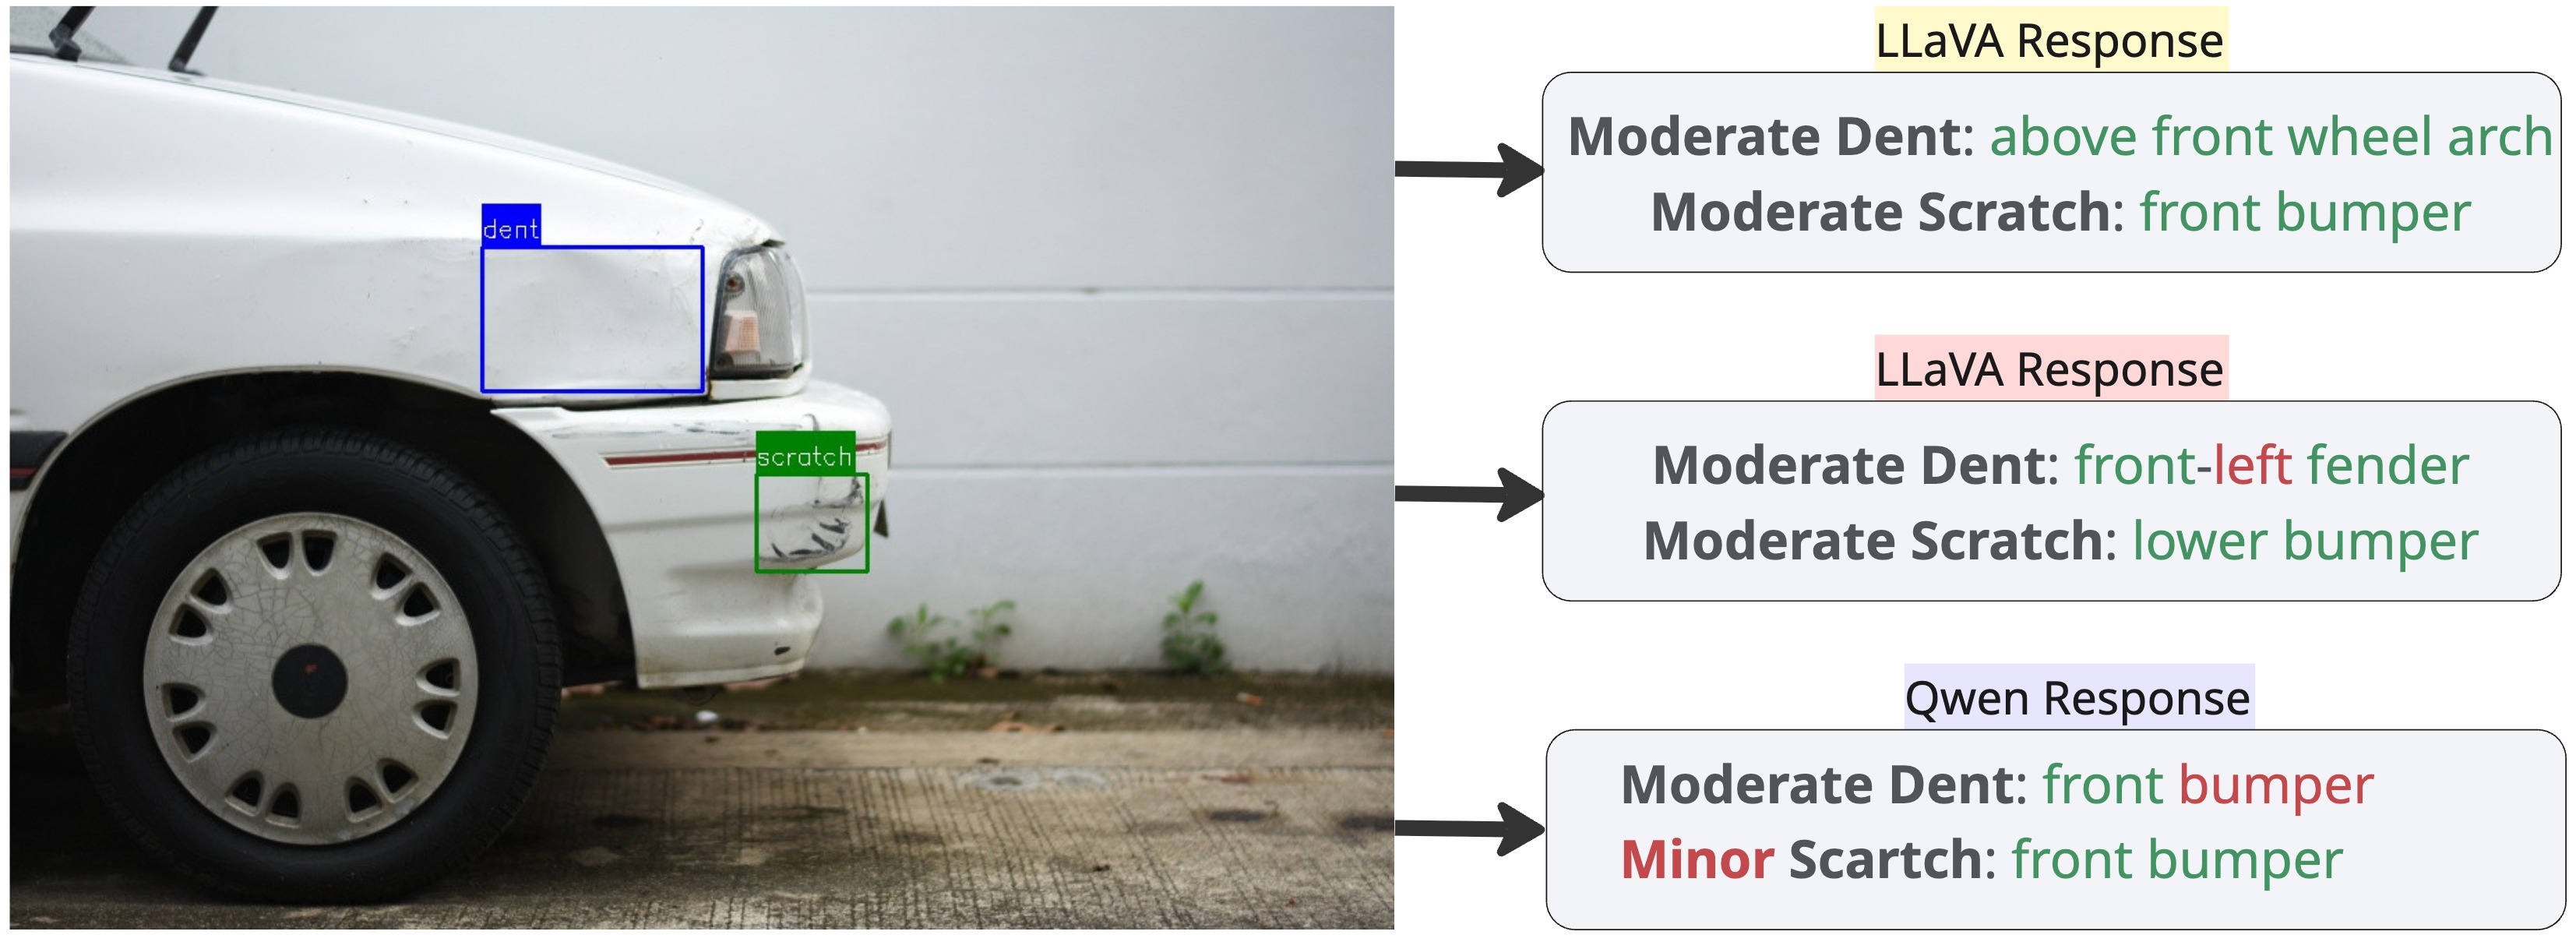 dent
scratch
LLaVA Response
Moderate Dent: above front wheel arch
Moderate Scratch: front bumper
LLaVA Response
Moderate Dent: front-left fender
Moderate Scratch: lower bumper
Qwen Response
Moderate Dent: front bumper
Minor Scartch: front bumper